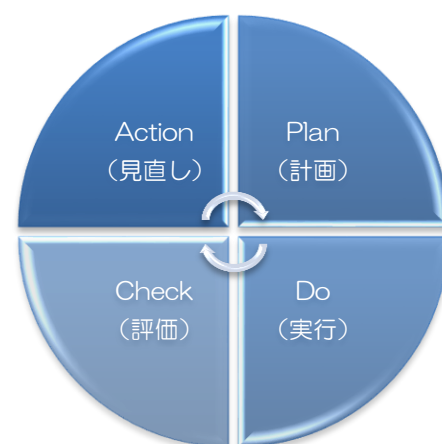 Action
（見直し）
Plan
（計画）
Check
（評価）
Do
（実行）